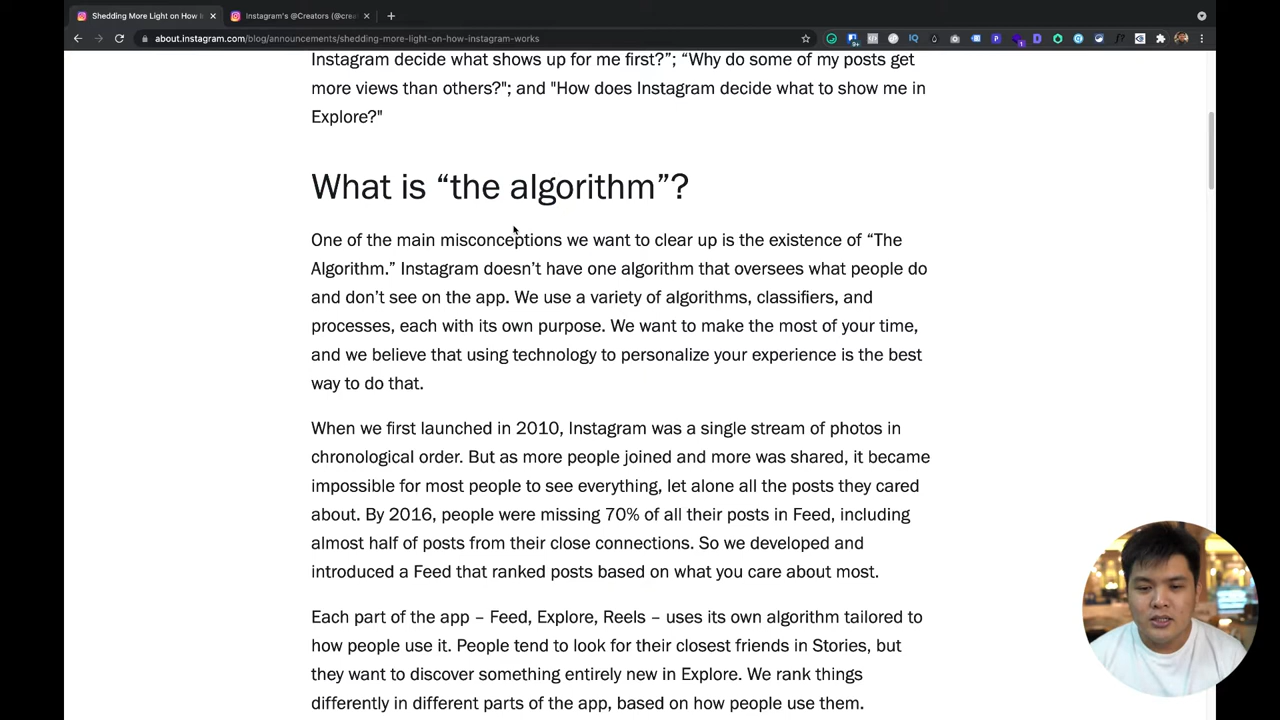 Shedding More Light on How I
Instagram's @Creators (@crea
about.instagram.com/blog/announcements/shedding-more-light-on-how-instagram-works
Instagram decide what shows up for me first?”; “Why do some of my posts get
more views than others?"; and "How does Instagram decide what to show me in
Explore?"
What is “the algorithm”?
One of the main misconceptions we want to clear up is the existence of “The
Algorithm.” Instagram doesn’t have one algorithm that oversees what people do
and don’t see on the app. We use a variety of algorithms, classifiers, and
processes, each with its own purpose. We want to make the most of your time,
and we believe that using technology to personalize your experience is the best
way to do that.
When we first launched in 2010, Instagram was a single stream of photos in
chronological order. But as more people joined and more was shared, it became
impossible for most people to see everything, let alone all the posts they cared
about. By 2016, people were missing 70% of all their posts in Feed, including
almost half of posts from their close connections. So we developed and
introduced a Feed that ranked posts based on what you care about most.
Each part of the app – Feed, Explore, Reels – uses its own algorithm tailored to
how people use it. People tend to look for their closest friends in Stories, but
they want to discover something entirely new in Explore. We rank things
differently in different parts of the app, based on how people use them.